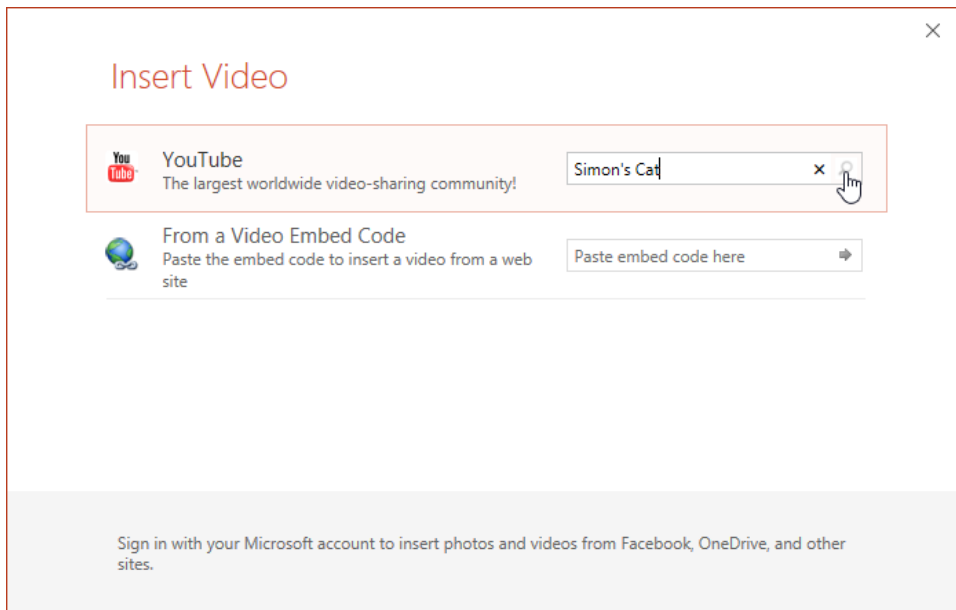 Insert Video
You
Tube
YouTube
The largest worldwide video-sharing community!
Simon's Cat
From a Video Embed Code
Paste the embed code to insert a video from a web
site
Paste embed code here
Sign in with your Microsoft account to insert photos and videos from Facebook, OneDrive, and other
sites.